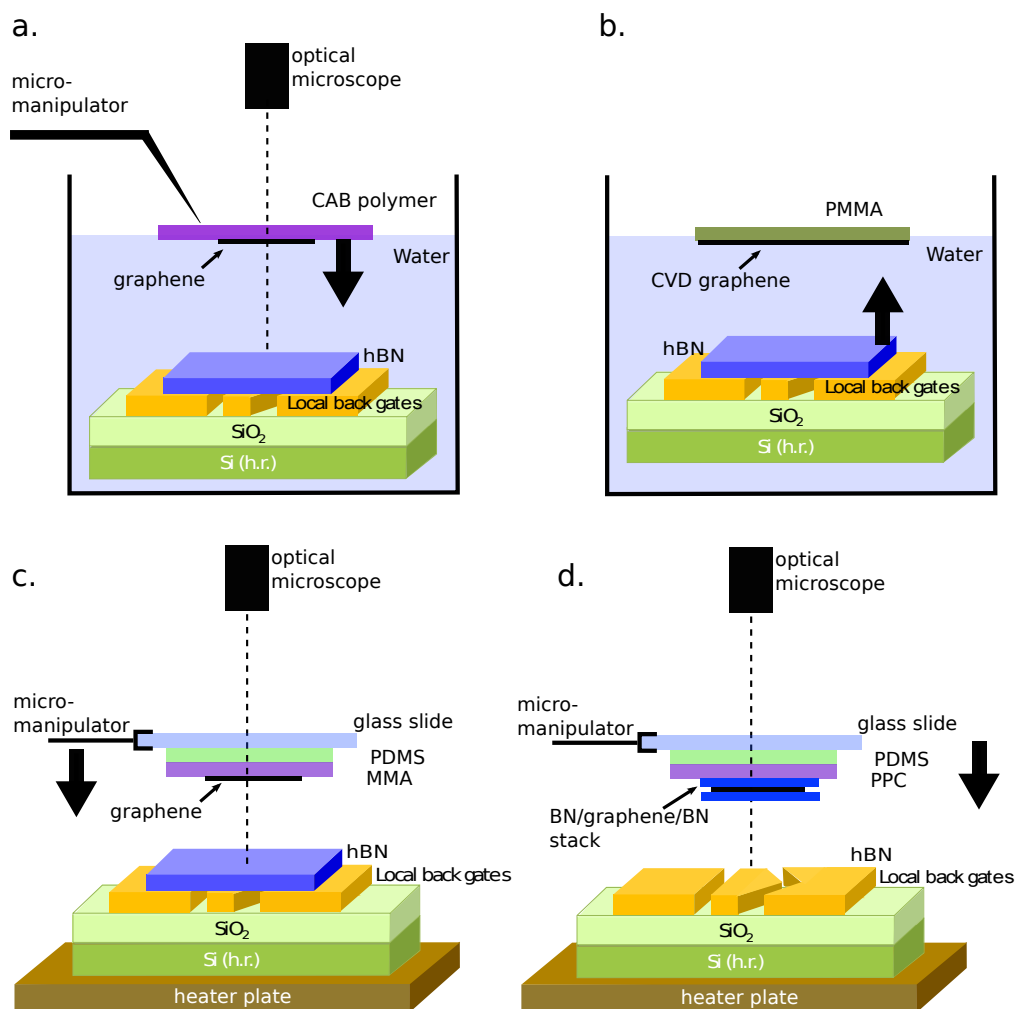 a.
optical
microscope
micro-
manipulator
CAB polymer
Water
graphene
hBN
Local back gates
SiO₂
Si (h.r.)
b.
PMMA
Water
CVD graphene
hBN
Local back gates
SiO₂
Si (h.r.)
c.
optical
microscope
micro-
manipulator
glass slide
PDMS
MMA
graphene
hBN
Local back gates
SiO₂
Si (h.r.)
heater plate
d.
optical
microscope
micro-
manipulator
glass slide
PDMS
PPC
BN/graphene/BN
stack
hBN
Local back gates
SiO₂
Si (h.r.)
heater plate